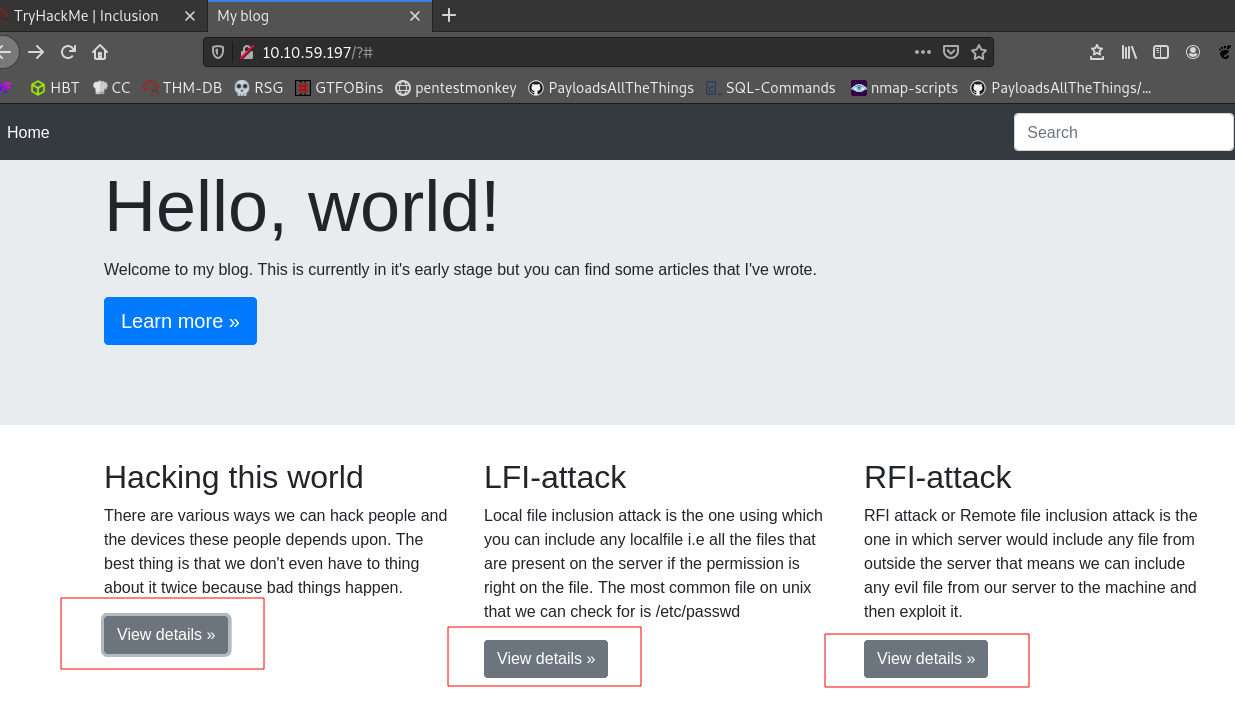 TryHackMe | Inclusion
My blog
10.10.59.197/?#
HBT CC THM-DB RSG GTFOBins pentestmonkey PayloadsAllTheThings SQL-Commands nmap-scripts PayloadsAllTheThings/...
Home
Search
Hello, world!
Welcome to my blog. This is currently in it's early stage but you can find some articles that I've wrote.
Learn more »
Hacking this world
There are various ways we can hack people and
the devices these people depends upon. The
best thing is that we don't even have to thing
about it twice because bad things happen.
View details »
LFI-attack
Local file inclusion attack is the one using which
you can include any localfile i.e all the files that
are present on the server if the permission is
right on the file. The most common file on unix
that we can check for is /etc/passwd
View details »
RFI-attack
RFI attack or Remote file inclusion attack is the
one in which server would include any file from
outside the server that means we can include
any evil file from our server to the machine and
then exploit it.
View details »